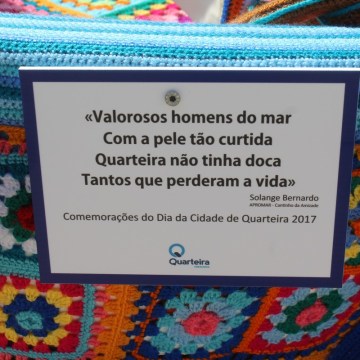 «Valorosos homens do mar
Com a pele tão curtida
Quarteira não tinha doca
Tantos que perderam a vida»
Solange Bernardo
Comemorações do Dia da Cidade de Quarteira 2017
Quarteira